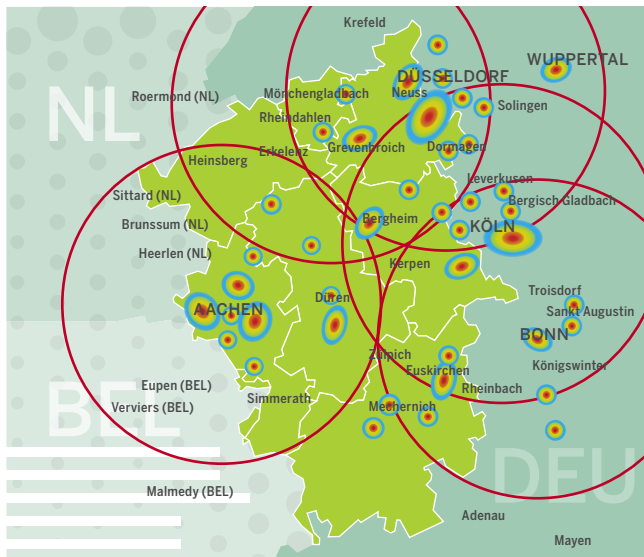 Krefeld
WUPPERTAL
DÜSSELDORF
Neuss
Mönchengladbach
Roermond (NL)
Solingen
NL
Rheindahlen
Grevenbroich
Dormagen
Erkelenz
Heinsberg
Leverkusen
Sittard (NL)
Bergisch Gladbach
Brunssum (NL)
Bergheim
KÖLN
Heerlen (NL)
Kerpen
Troisdorf
Düren
AACHEN
Sankt Augustin
BONN
Zülpich
Königswinter
Euskirchen
Eupen (BEL)
Rheinbach
Simmerath
Verviers (BEL)
Mechernich
BEL
DEU
Malmedy (BEL)
Adenau
Mayen